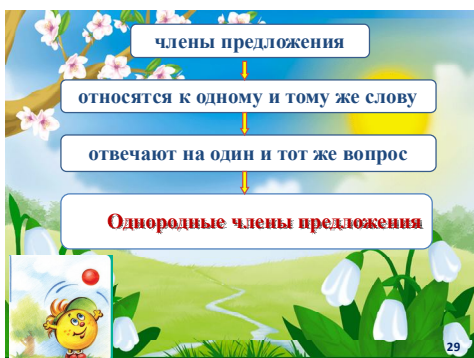 члены предложения
относятся к одному и тому же слову
отвечают на один и тот же вопрос
Однородные члены предложения
29